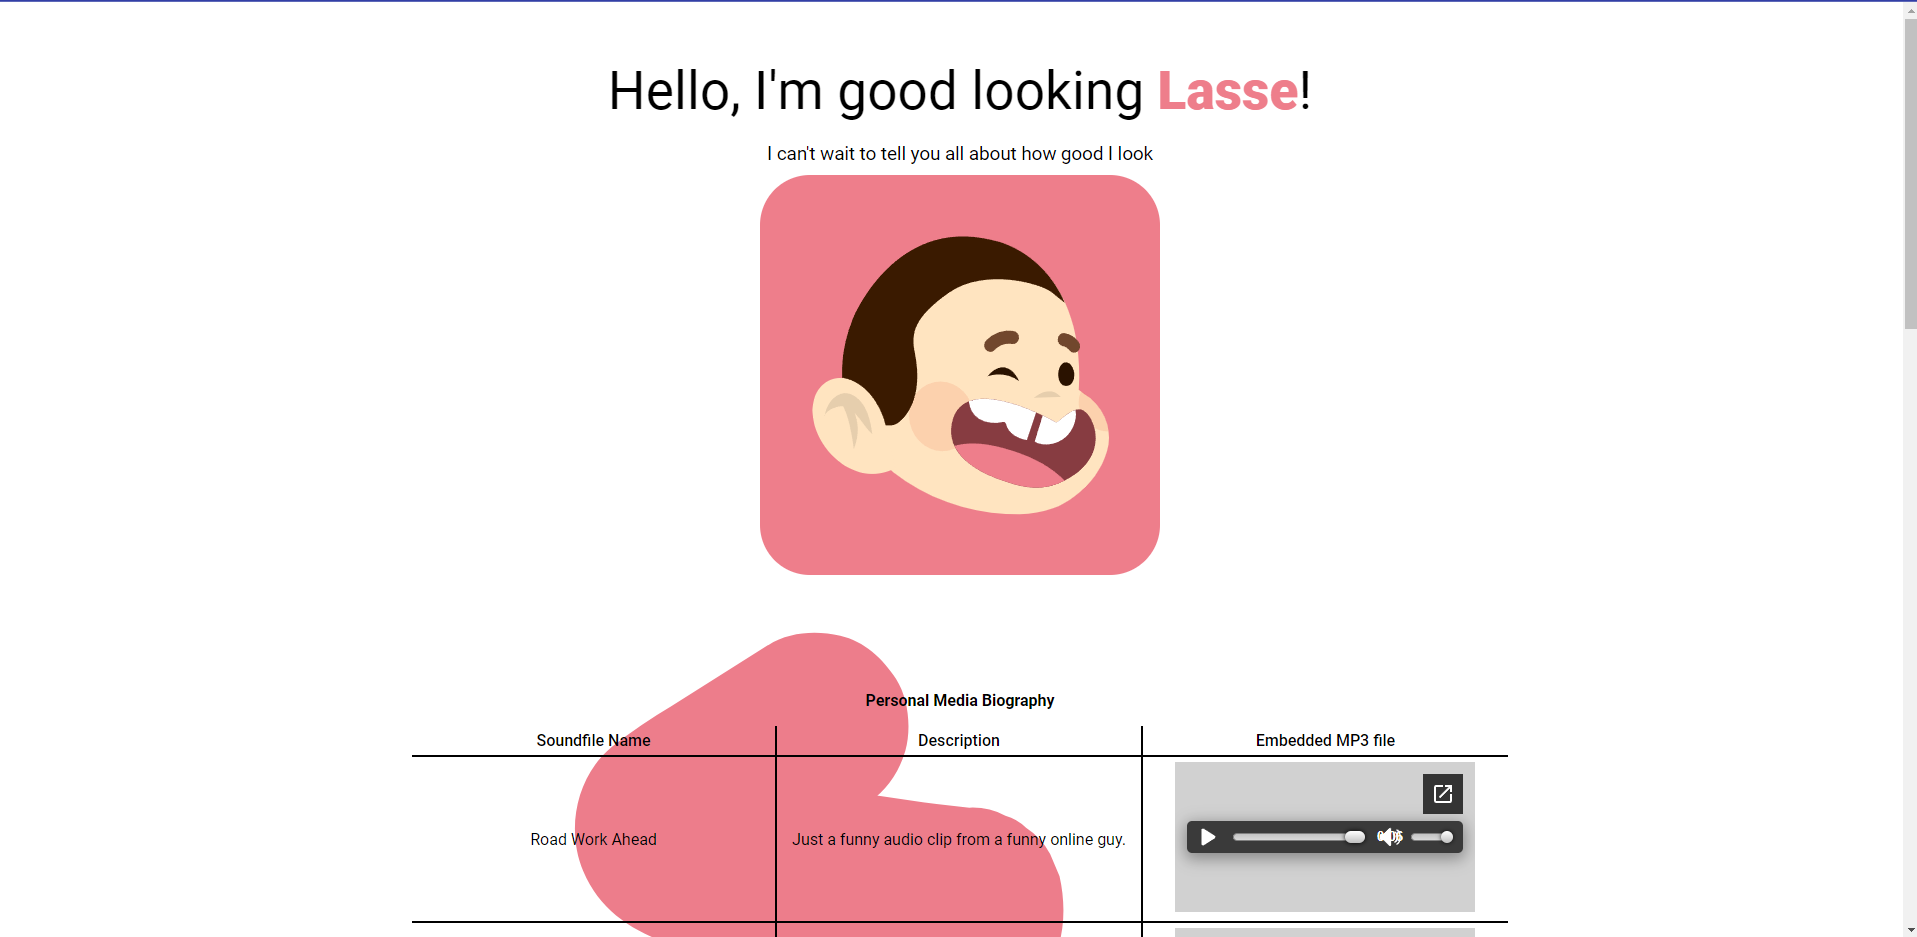 Hello, I'm good looking Lasse!
I can't wait to tell you all about how good I look
Personal Media Biography
Soundfile Name
Description
Embedded MP3 file
Road Work Ahead
Just a funny audio clip from a funny online guy.